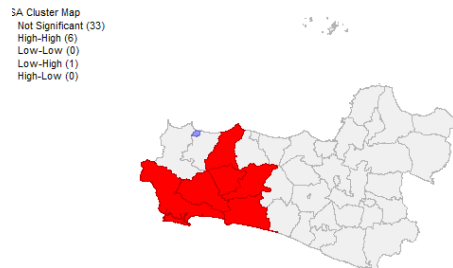 SA Cluster Map
Not Significant (33)
High-High (6)
Low-Low (0)
Low-High (1)
High-Low (0)